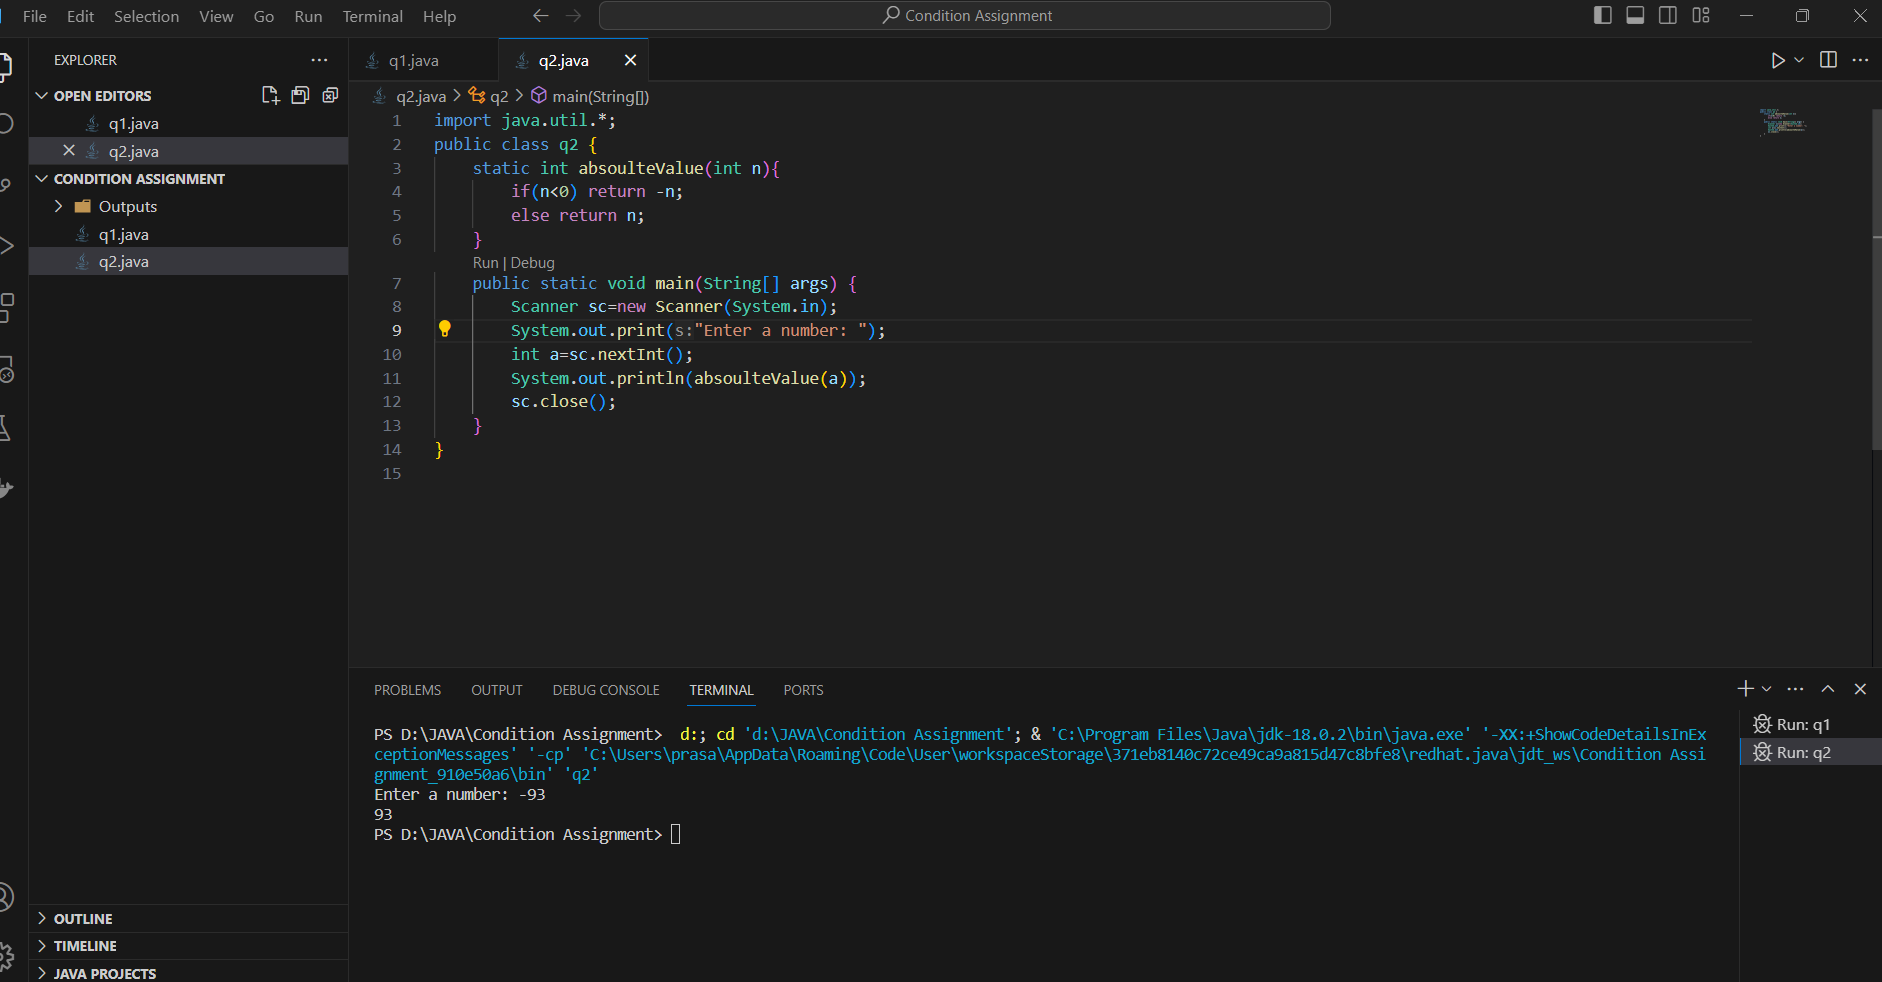 File Edit Selection View Go Run Terminal Help
Condition Assignment
EXPLORER
OPEN EDITORS
q1.java
q2.java
CONDITION ASSIGNMENT
Outputs
q1.java
q2.java
OUTLINE
TIMELINE
JAVA PROJECTS
q1.java q2.java
q2.java > q2 > main(String[])
1 import java.util.*;
2 public class q2 {
3 static int absoulteValue(int n){
4 if(n<0) return -n;
5 else return n;
6 }
Run | Debug
7 public static void main(String[] args) {
8 Scanner sc=new Scanner(System.in);
9 System.out.print(s:"Enter a number: ");
10 int a=sc.nextInt();
11 System.out.println(absoulteValue(a));
12 sc.close();
13 }
14 }
15
PROBLEMS OUTPUT DEBUG CONSOLE TERMINAL PORTS
PS D:\JAVA\Condition Assignment>  d:; cd 'd:\JAVA\Condition Assignment'; & 'C:\Program Files\Java\jdk-18.0.2\bin\java.exe' '-XX:+ShowCodeDetailsInEx
ceptionMessages' '-cp' 'C:\Users\prasa\AppData\Roaming\Code\User\workspaceStorage\371eb8140c72ce49ca9a815d47c8bfe8\redhat.java\jdt_ws\Condition Assi
gnment_910e50a6\bin' 'q2'
Enter a number: -93
93
PS D:\JAVA\Condition Assignment>
Run: q1
Run: q2